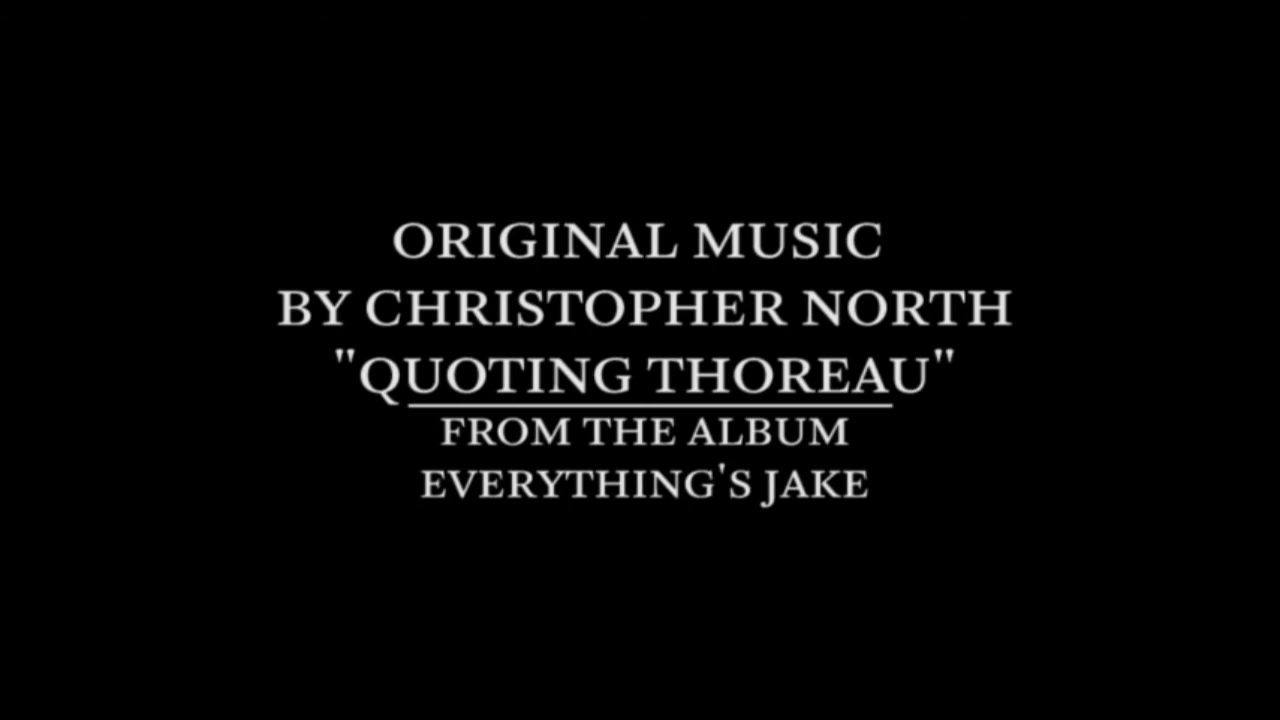 ORIGINAL MUSIC
BY CHRISTOPHER NORTH
"QUOTING THOREAU"
FROM THE ALBUM
EVERYTHING'S JAKE